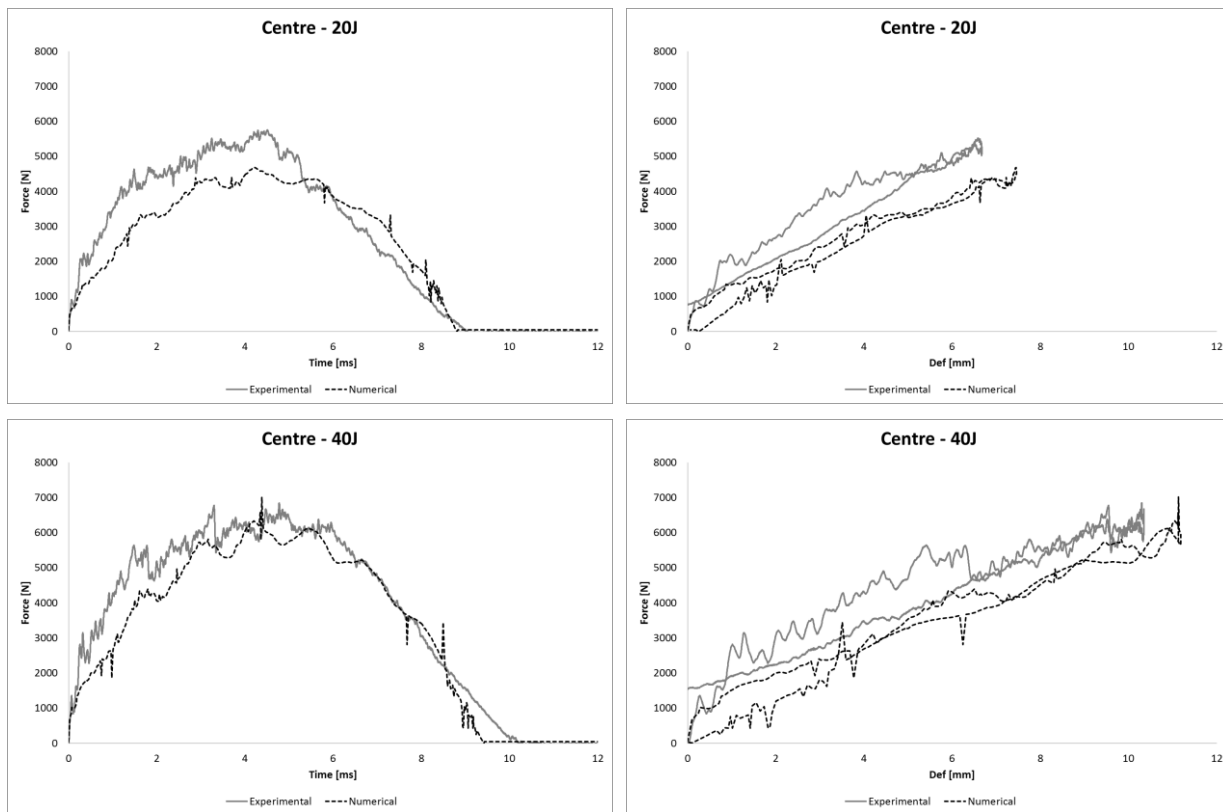 Centre - 20J
8000
7000
6000
5000
4000
3000
2000
1000
0
Force [N]
0 2 4 6 8 10 12
Time [ms]
Experimental Numerical
Centre - 20J
8000
7000
6000
5000
4000
3000
2000
1000
0
Force [N]
0 2 4 6 8 10 12
Def [mm]
Experimental Numerical
Centre - 40J
8000
7000
6000
5000
4000
3000
2000
1000
0
Force [N]
0 2 4 6 8 10 12
Time [ms]
Experimental Numerical
Centre - 40J
8000
7000
6000
5000
4000
3000
2000
1000
0
Force [N]
0 2 4 6 8 10 12
Def [mm]
Experimental Numerical